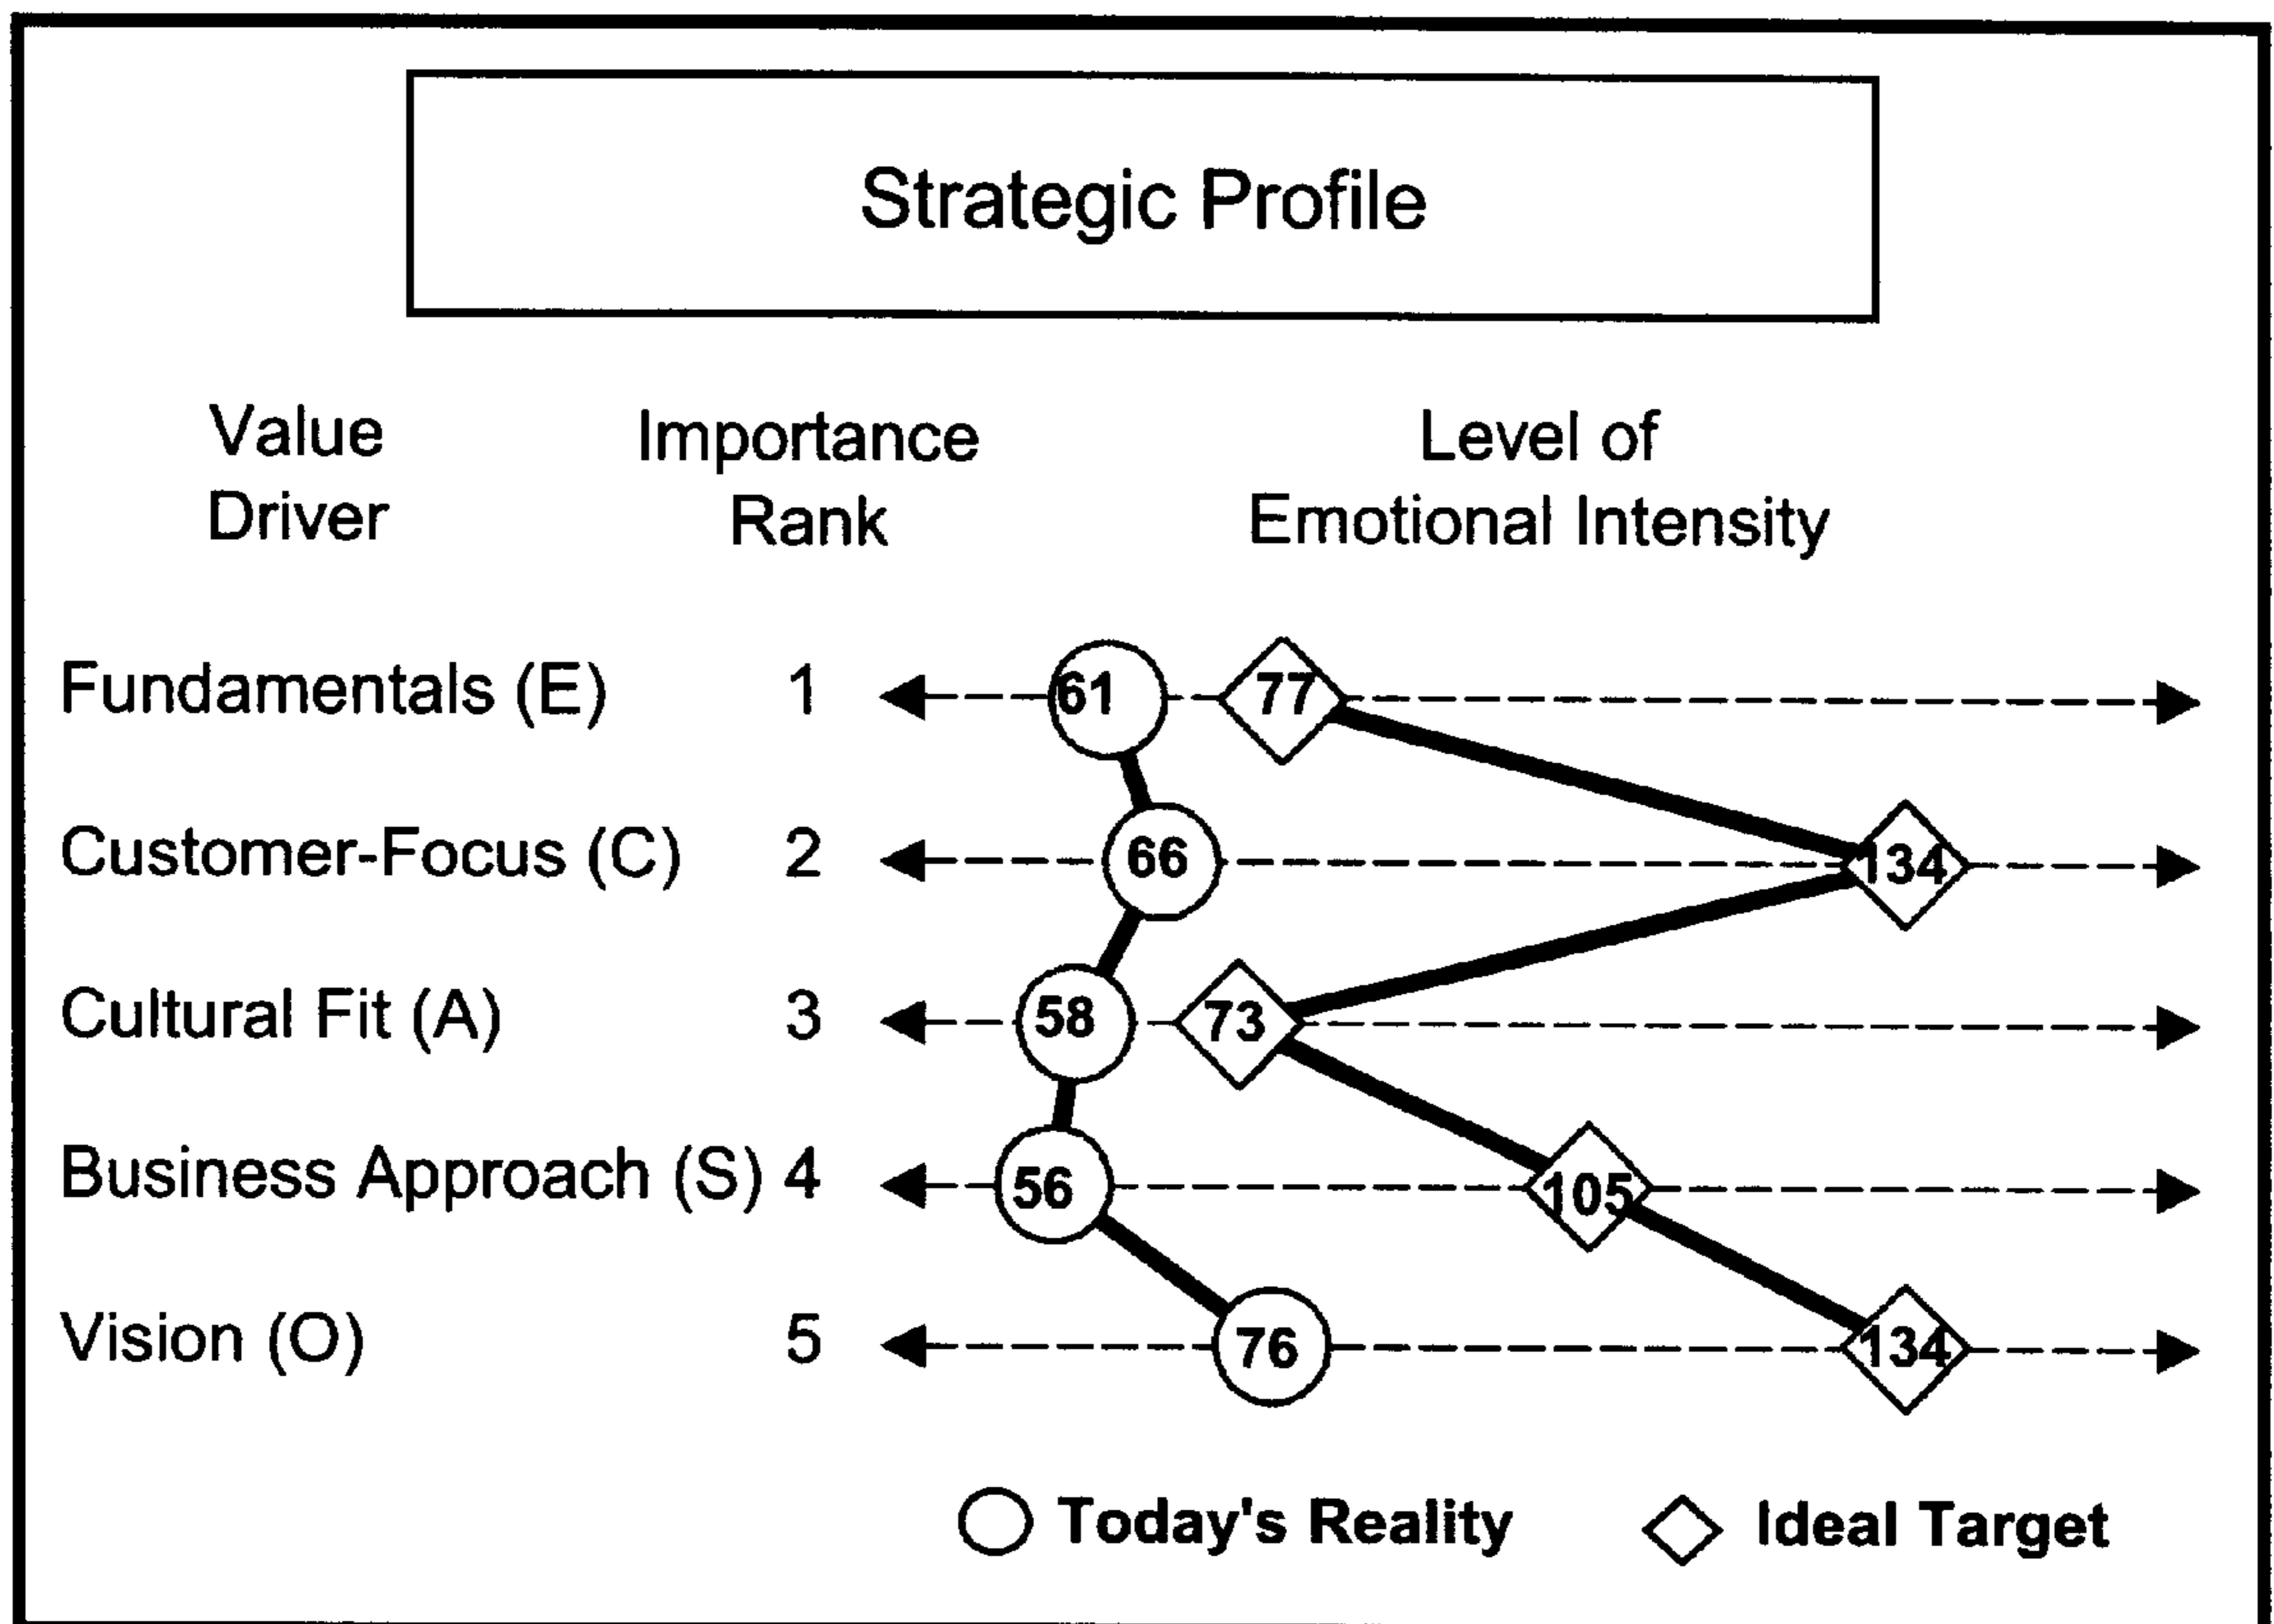 Strategic Profile
Value Driver
Importance Rank
Level of Emotional Intensity
Fundamentals (E) 1 61 77
Customer-Focus (C) 2 66 134
Cultural Fit (A) 3 58 73
Business Approach (S) 4 56 105
Vision (O) 5 76 134
Today's Reality Ideal Target